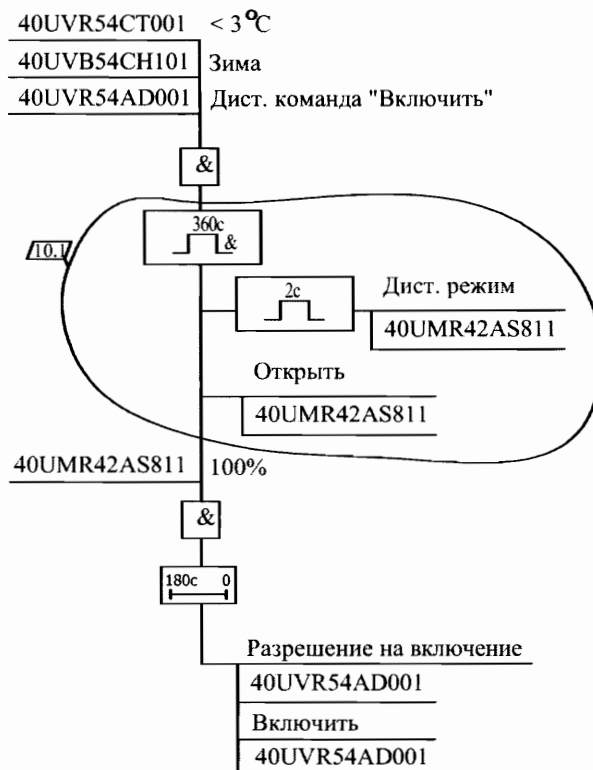 40UVR54CT001 < 3°C
40UVB54CH101 Зима
40UVR54AD001 Дист. команда "Включить"
&
360с
&
10.1
2с
Дист. режим
40UMR42AS811
Открыть
40UMR42AS811
40UMR42AS811 100%
&
180с 0
Разрешение на включение
40UVR54AD001
Включить
40UVR54AD001